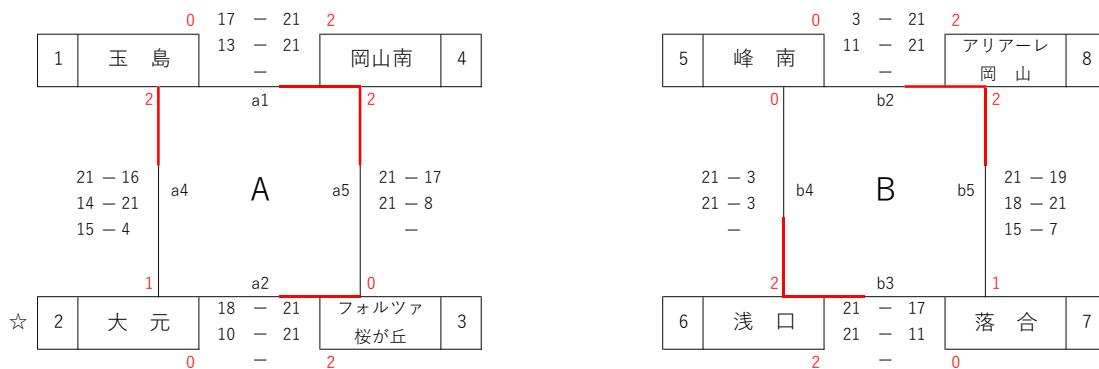 0 17 － 21 2
1 玉 島 13 － 21 岡山南 4
－
2 a1 2
21 － 16 21 － 17
14 － 21 a4 A a5 21 － 8
15 － 4 －
1 a2 0
☆ 2 大 元 18 － 21 フォルツァ 3
10 － 21 桜が丘
0 － 2
3 － 21 2
5 峰 南 0 11 － 21 アリアーレ 8
－ 岡 山
0 b2 2
21 － 3 21 － 19
21 － 3 b4 B b5 18 － 21
－ 15 － 7
2 b3 1
6 浅 口 21 － 17 落 合 7
21 － 11
2 － 0